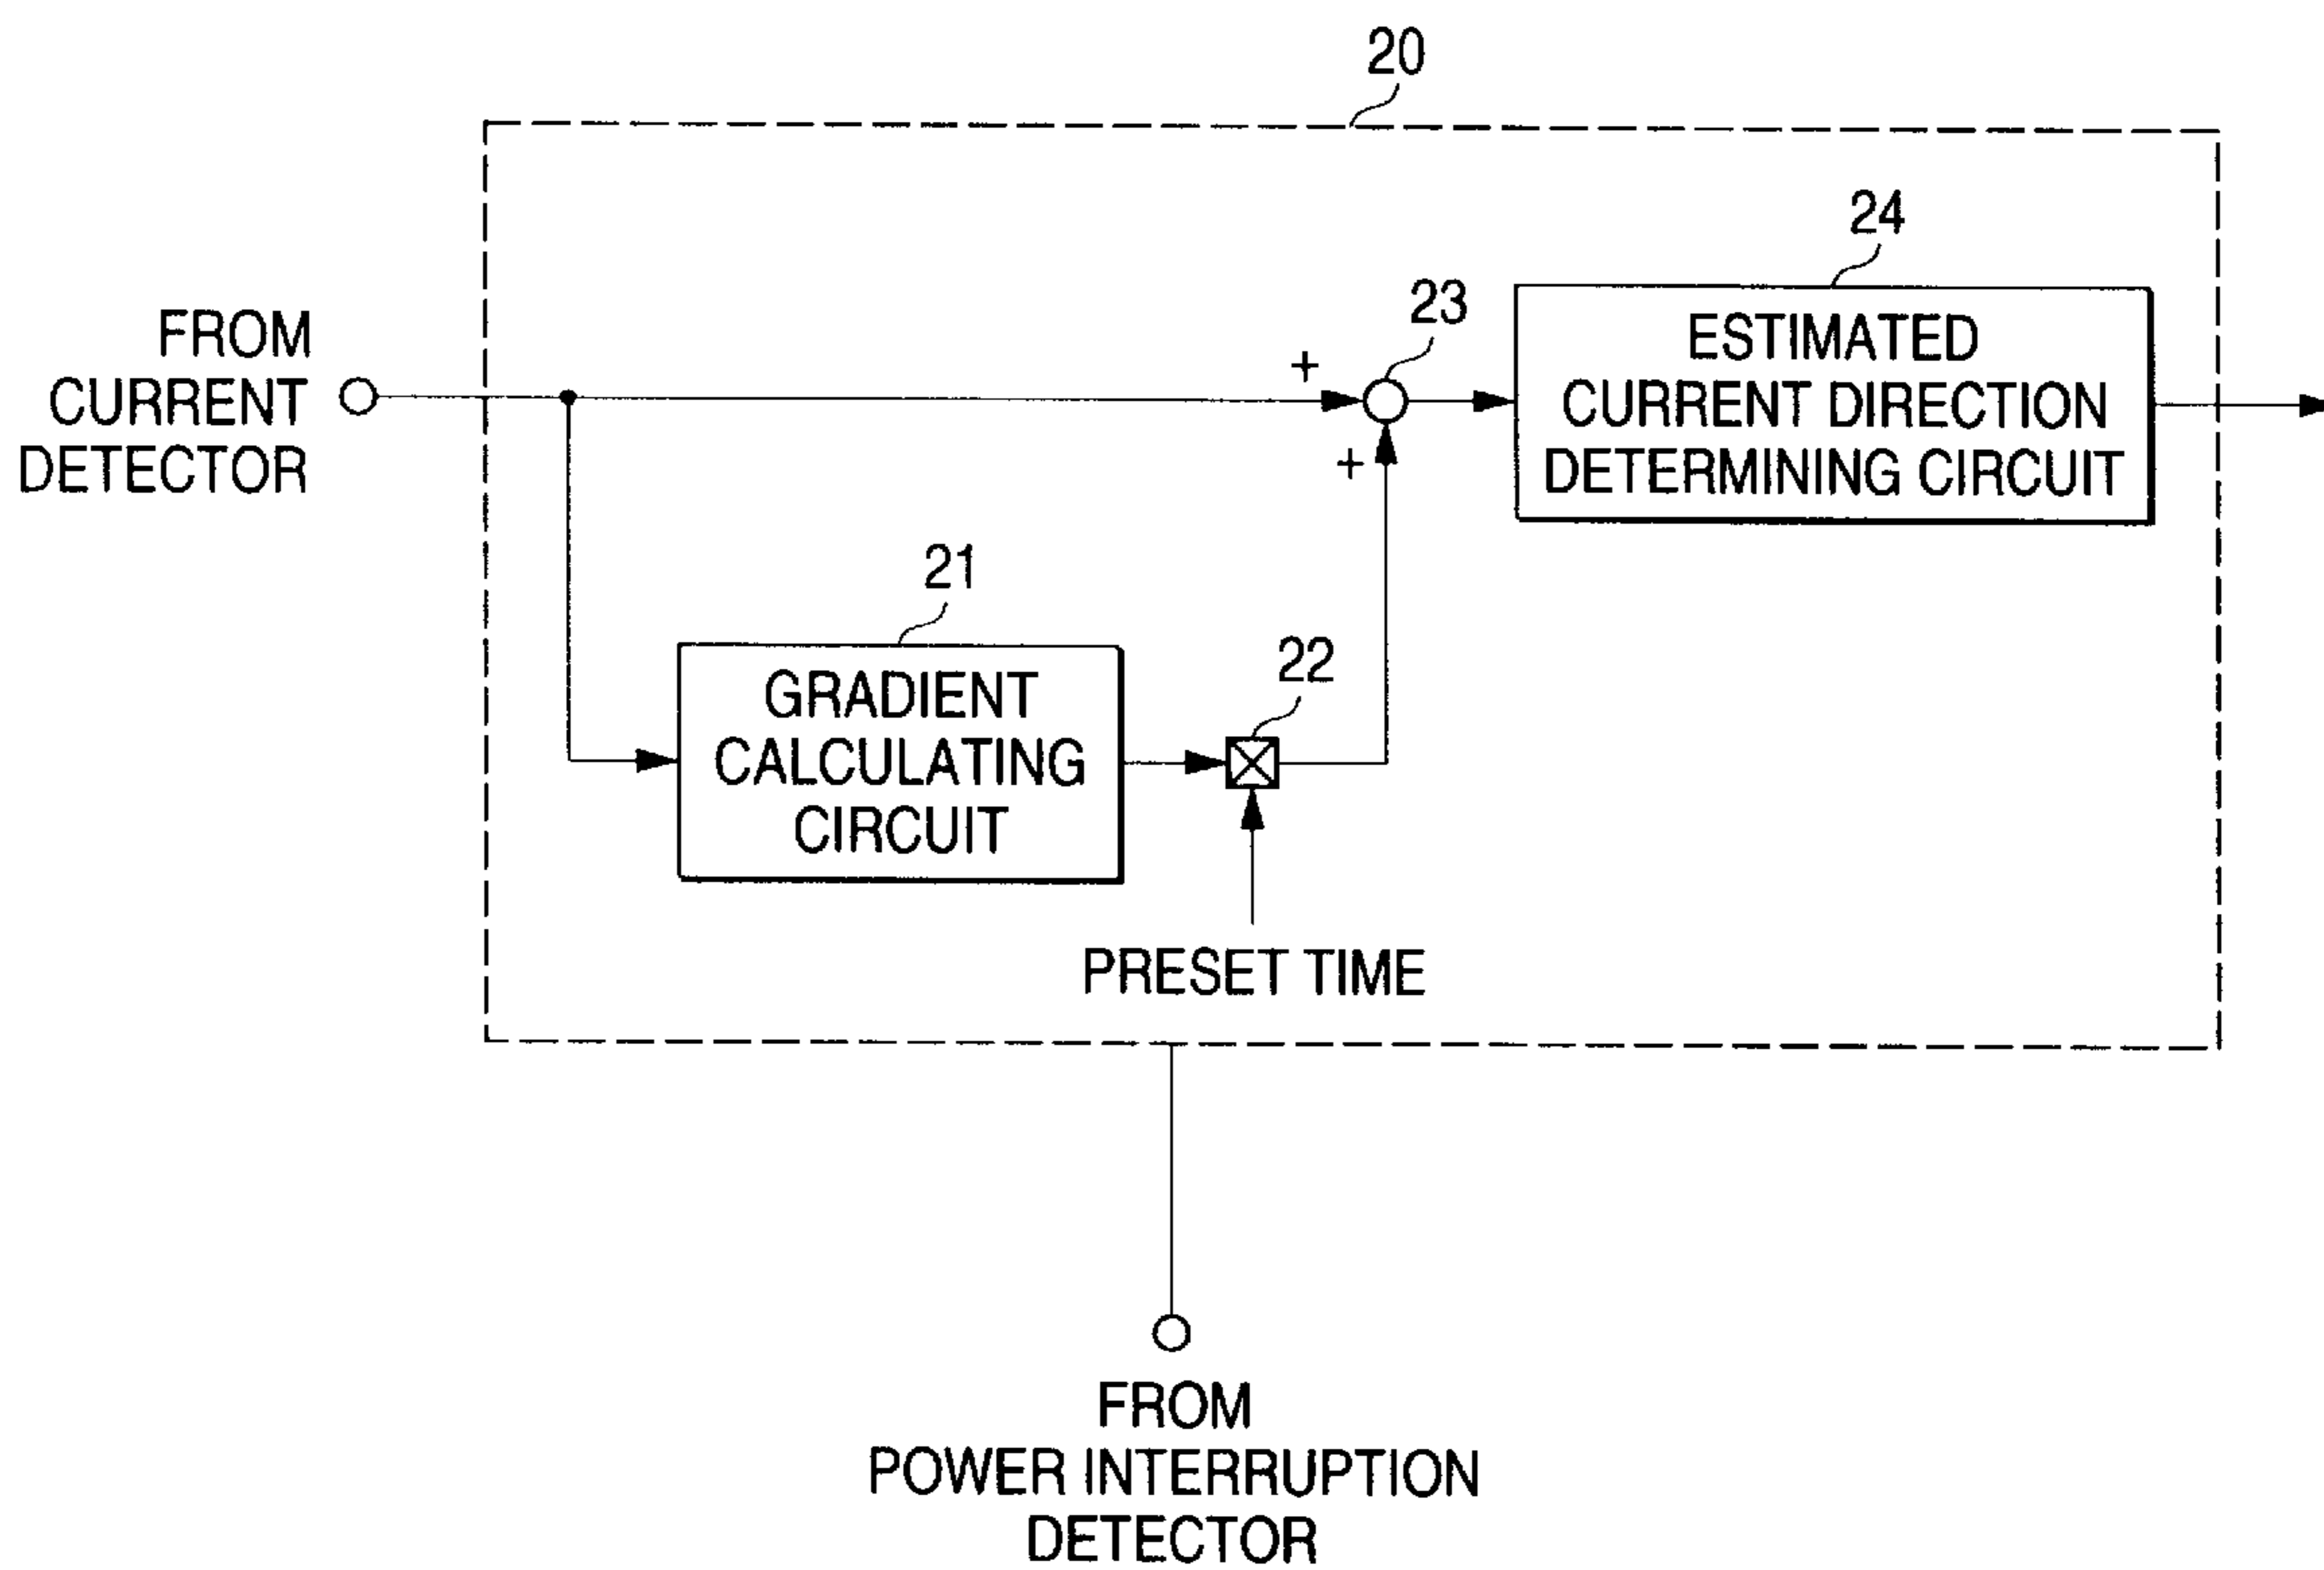 20
24
23
+
+
FROM
CURRENT
DETECTOR
ESTIMATED
CURRENT DIRECTION
DETERMINING CIRCUIT
21
22
GRADIENT
CALCULATING
CIRCUIT
PRESET TIME
FROM
POWER INTERRUPTION
DETECTOR